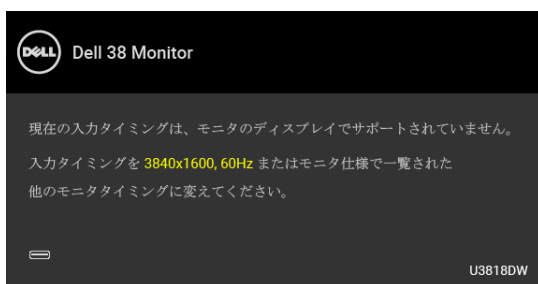 DELL
Dell 38 Monitor
現在の入力タイミングは、モニタのディスプレイでサポートされていません。
入力タイミングを 3840x1600, 60Hz またはモニタ仕様で一覧された
他のモニタタイミングに変えてください。
U3818DW